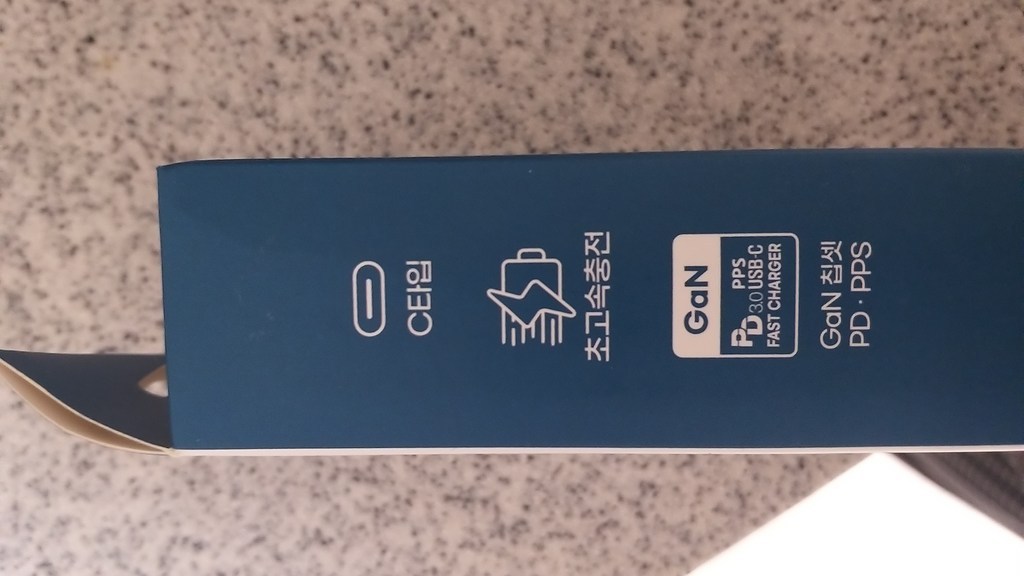 C타입
초고속충전
GaN
PD 3.0 PPS USB-C
FAST CHARGER
GaN 칩셋
PD · PPS